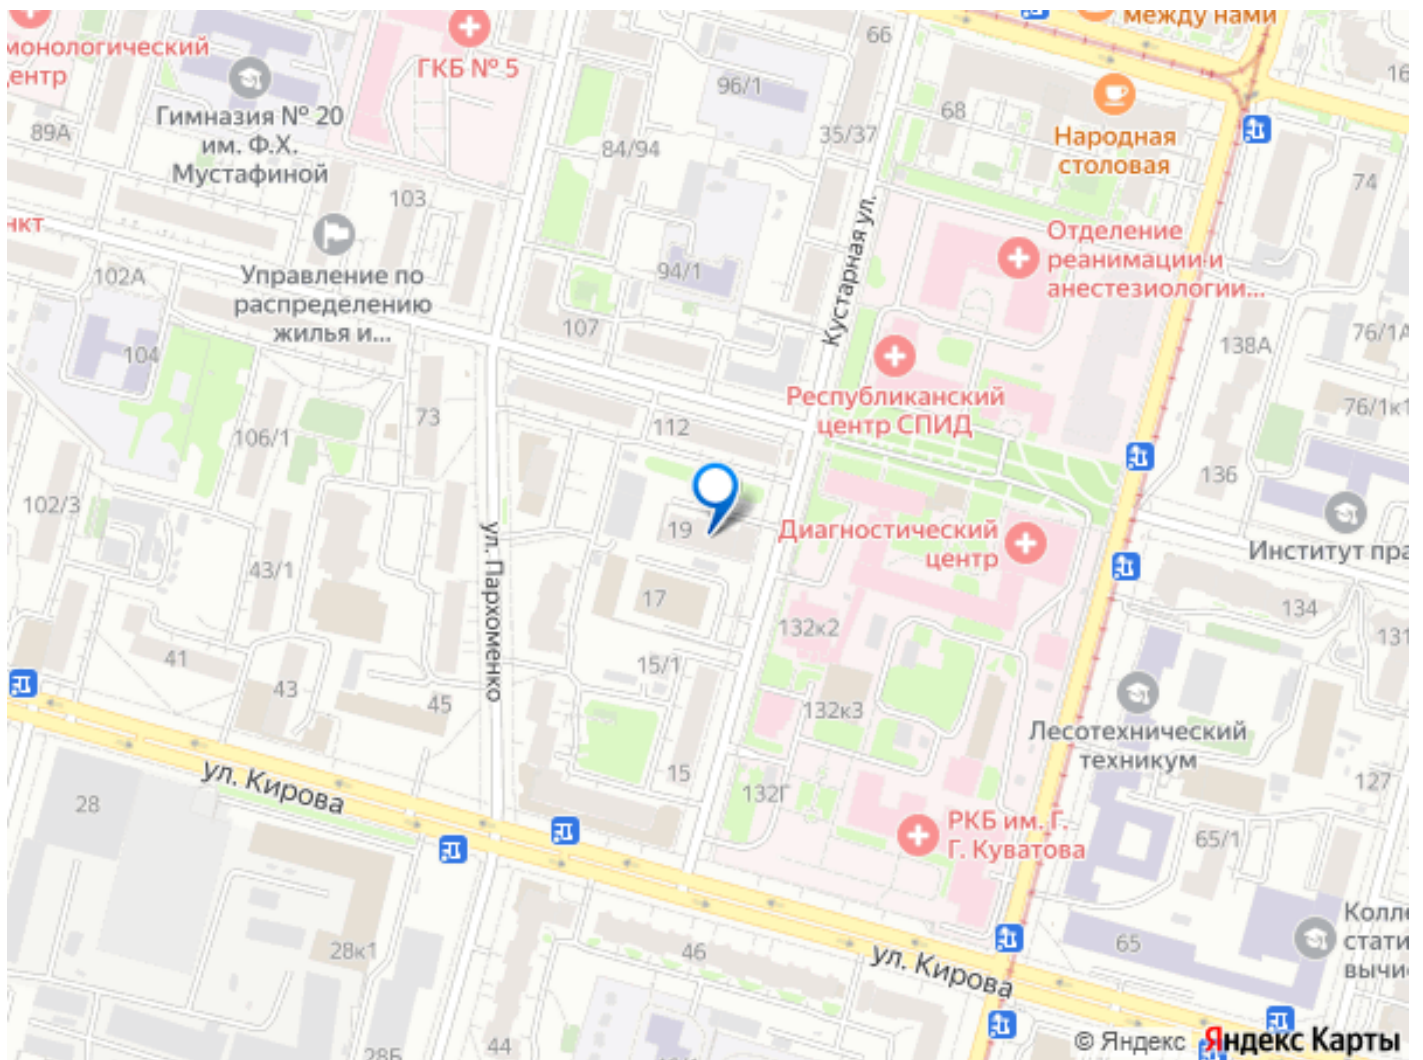 между нами
66
16
монологический
центр
ГКБ № 5
96/1
68
Народная
столовая
Гимназия № 20
им. Ф.Х.
Мустафиной
89А
35/37
84/94
74
103
нкт
Кустарная ул.
Отделение
реанимации и
анестезиологии...
Управление по
распределению
жилья и...
102А
94/1
107
104
138А
76/1А
Республиканский
центр СПИД
76/1к1
73
112
106/1
136
102/3
19
Диагностический
центр
Институт пра
ул. Пархоменко
43/1
17
134
132к2
131
15/1
41
43
45
132к3
Лесотехнический
техникум
15
127
ул. Кирова
28
132Г
РКБ им. Г.
Г. Куватова
65/1
Колле
стати
вычи
28к1
46
65
ул. Кирова
44
28Б
© Яндекс
Яндекс Карты